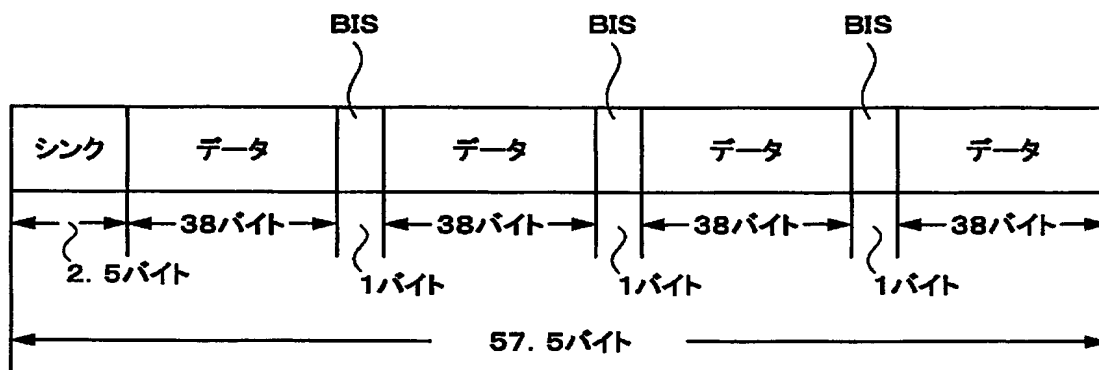 BIS BIS BIS
シンク データ データ データ データ
38バイト 38バイト 38バイト 38バイト
2. 5バイト 1バイト 1バイト 1バイト
57. 5バイト